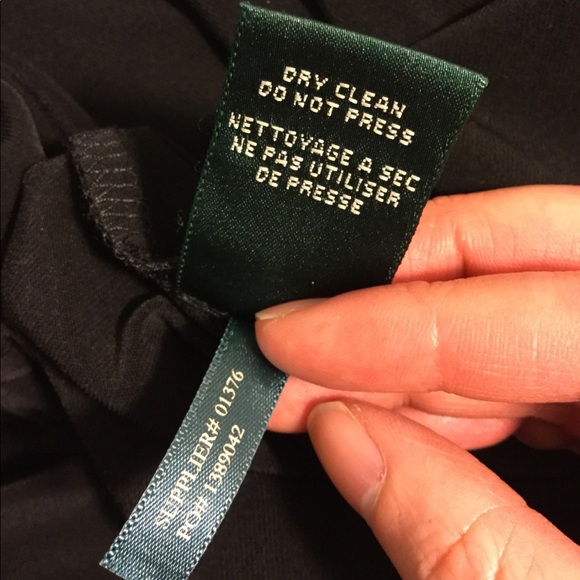 DRY CLEAN
DO NOT PRESS
NETTOYAGE A SEC
NE PAS UTILISER
DE PRESSE
SUPPLIER# 01376
PO# 1389042